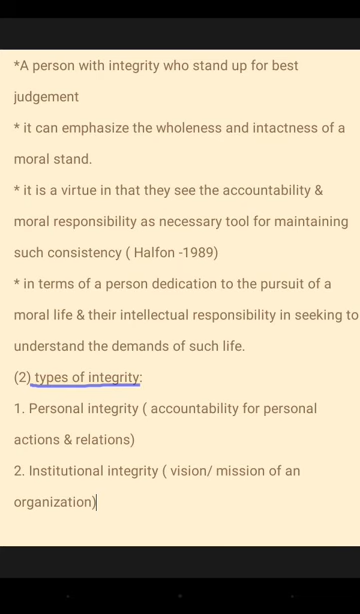 *A person with integrity who stand up for best
judgement
* it can emphasize the wholeness and intactness of a
moral stand.
* it is a virtue in that they see the accountability &
moral responsibility as necessary tool for maintaining
such consistency ( Halfon -1989)
* in terms of a person dedication to the pursuit of a
moral life & their intellectual responsibility in seeking to
understand the demands of such life.
(2) types of integrity:
1. Personal integrity ( accountability for personal
actions & relations)
2. Institutional integrity ( vision/ mission of an
organization)